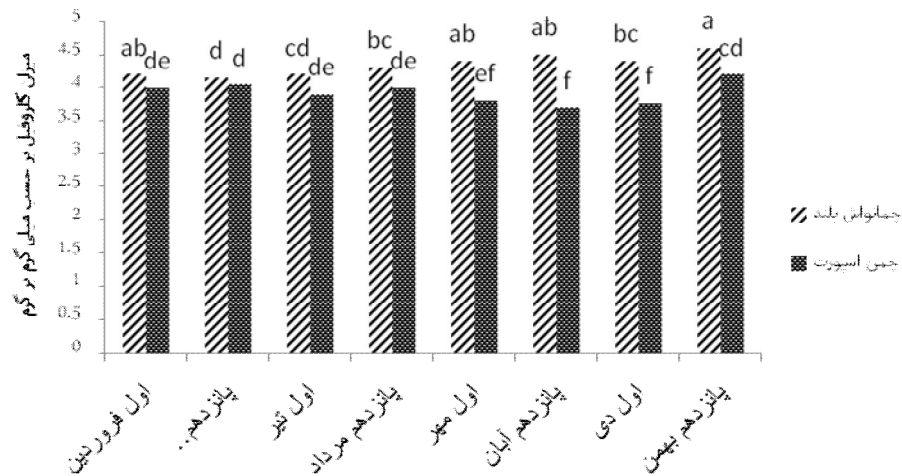 میزان کلروفیل بر حسب میلی گرم بر گرم
5
4.5
4
3.5
3
2.5
2
1.5
1
0.5
0
ab de d d cd de bc de ab ef ab f bc f a cd
اول فروردین
پانزدهم..
اول تیر
پانزدهم مرداد
اول مهر
پانزدهم آبان
اول دی
پانزدهم بهمن
چمانواش بلند
چمن اسپورت